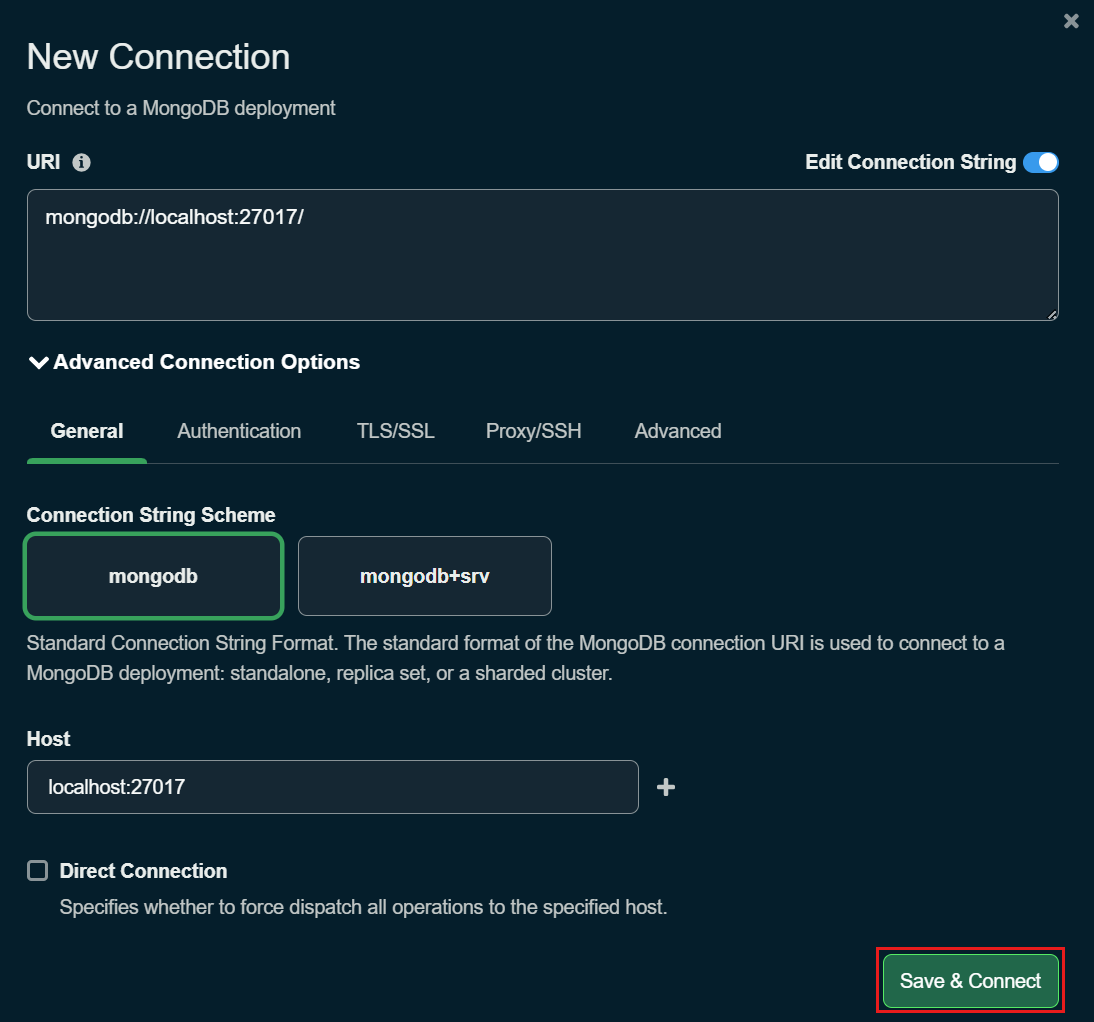 New Connection
Connect to a MongoDB deployment
URI
Edit Connection String
mongodb://localhost:27017/
Advanced Connection Options
General Authentication TLS/SSL Proxy/SSH Advanced
Connection String Scheme
mongodb mongodb+srv
Standard Connection String Format. The standard format of the MongoDB connection URI is used to connect to a
MongoDB deployment: standalone, replica set, or a sharded cluster.
Host
localhost:27017
Direct Connection
Specifies whether to force dispatch all operations to the specified host.
Save & Connect